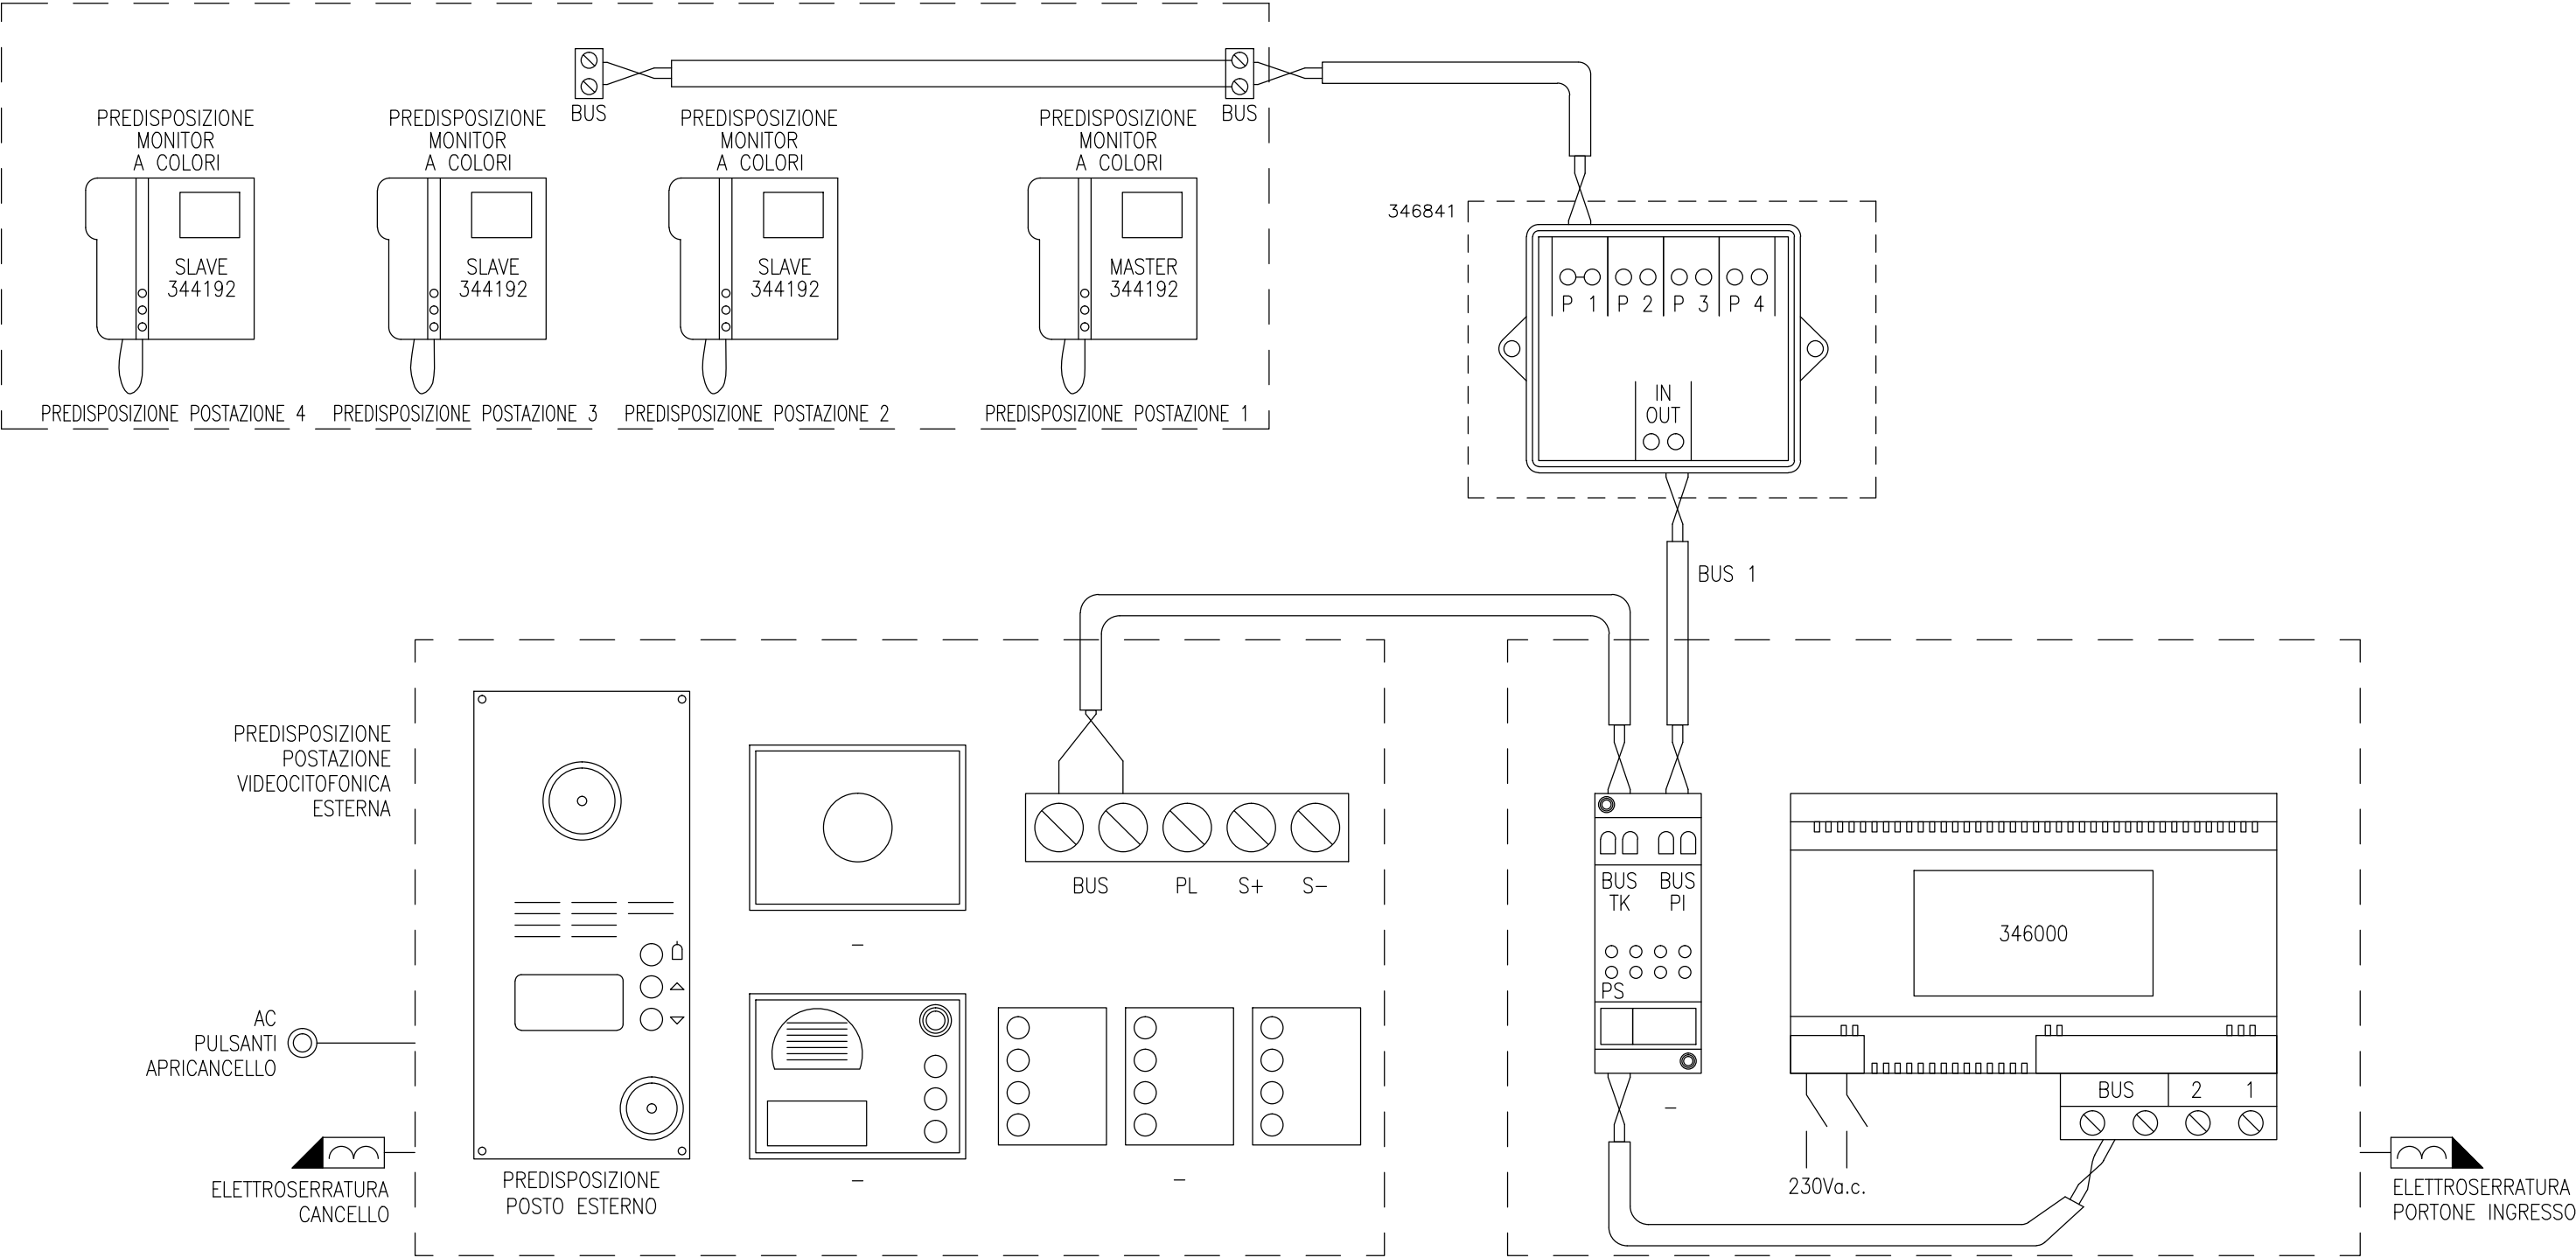 BUS
BUS
PREDISPOSIZIONE
MONITOR
A COLORI
SLAVE
344192
PREDISPOSIZIONE POSTAZIONE 4
PREDISPOSIZIONE
MONITOR
A COLORI
SLAVE
344192
PREDISPOSIZIONE POSTAZIONE 3
PREDISPOSIZIONE
MONITOR
A COLORI
SLAVE
344192
PREDISPOSIZIONE POSTAZIONE 2
PREDISPOSIZIONE
MONITOR
A COLORI
MASTER
344192
PREDISPOSIZIONE POSTAZIONE 1
346841
P 1 P 2 P 3 P 4
IN
OUT
BUS 1
PREDISPOSIZIONE
POSTAZIONE
VIDEOCITOFONICA
ESTERNA
BUS PL S+ S-
-
AC
PULSANTI
APRICANCELLO
ELETTROSERRATURA
CANCELLO
PREDISPOSIZIONE
POSTO ESTERNO
-
-
BUS
TK
BUS
PI
PS
-
346000
BUS 2 1
230Va.c.
ELETTROSERRATURA
PORTONE INGRESSO